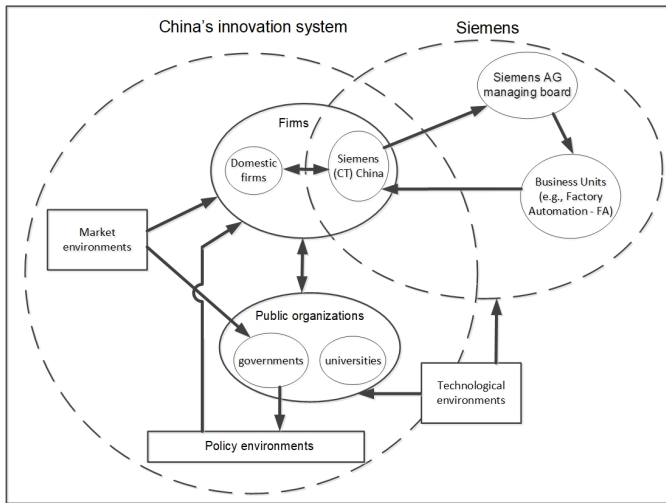 China's innovation system
Siemens
Siemens AG
managing board
Firms
Domestic
firms
Siemens
(CT) China
Business Units
(e.g., Factory
Automation - FA)
Market
environments
Public organizations
governments
universities
Technological
environments
Policy environments